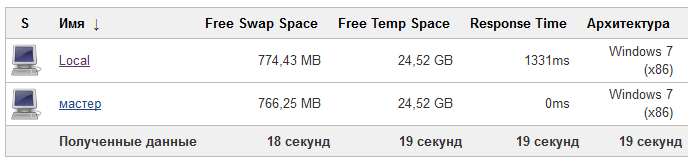 S Имя ↓ Free Swap Space Free Temp Space Response Time Архитектура
Local 774,43 MB 24,52 GB 1331ms Windows 7 (x86)
мастер 766,25 MB 24,52 GB 0ms Windows 7 (x86)
Полученные данные 18 секунд 19 секунд 19 секунд 19 секунд